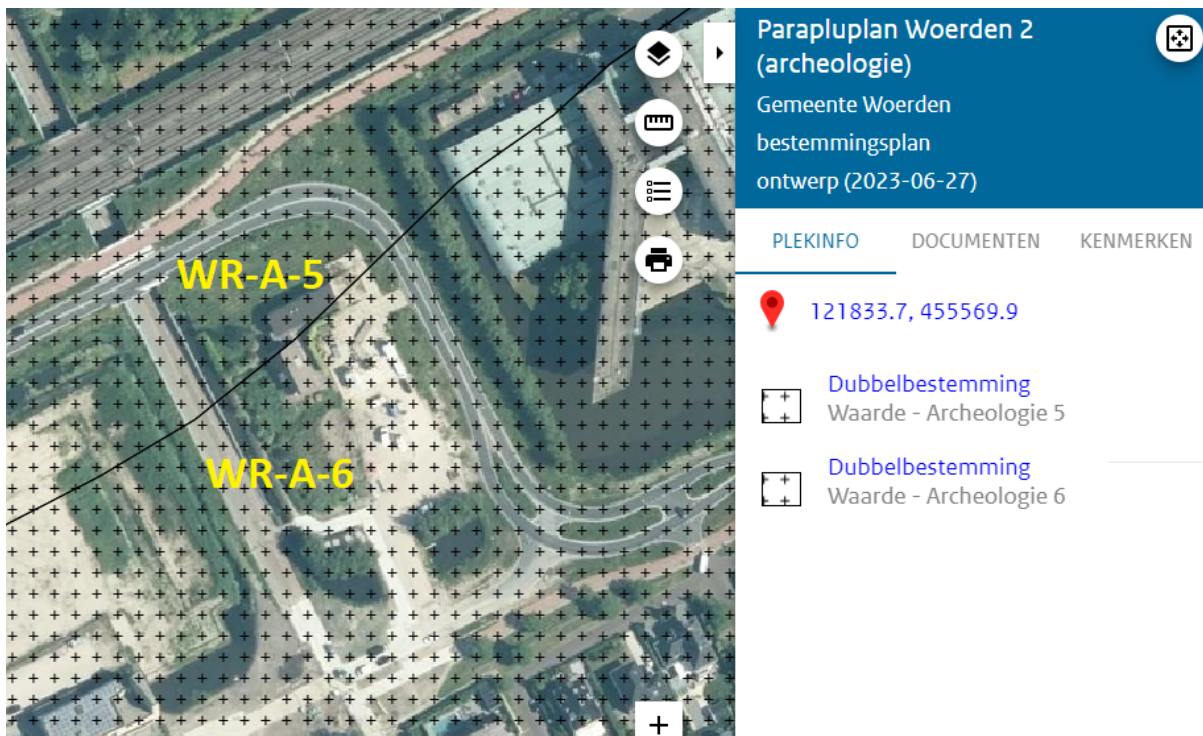 WR-A-5
WR-A-6
Parapluplan Woerden 2
(archeologie)
Gemeente Woerden
bestemmingsplan
ontwerp (2023-06-27)
PLEKINFO DOCUMENTEN KENMERKEN
121833.7, 455569.9
Dubbelbestemming
Waarde - Archeologie 5
Dubbelbestemming
Waarde - Archeologie 6